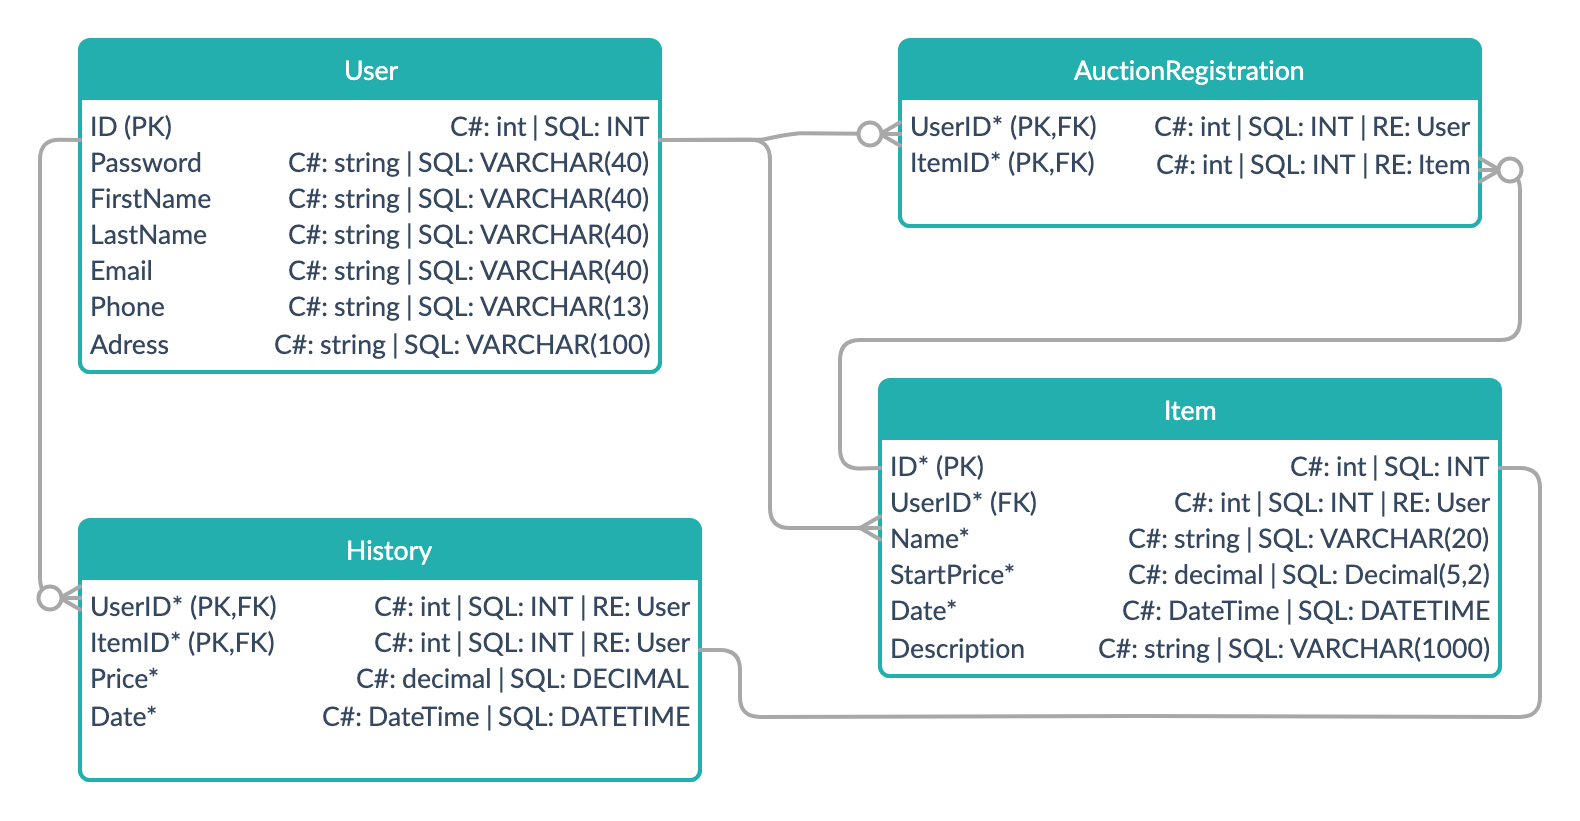 User
ID (PK) C#: int | SQL: INT
Password C#: string | SQL: VARCHAR(40)
FirstName C#: string | SQL: VARCHAR(40)
LastName C#: string | SQL: VARCHAR(40)
Email C#: string | SQL: VARCHAR(40)
Phone C#: string | SQL: VARCHAR(13)
Adress C#: string | SQL: VARCHAR(100)
AuctionRegistration
UserID* (PK,FK) C#: int | SQL: INT | RE: User
ItemID* (PK,FK) C#: int | SQL: INT | RE: Item
Item
ID* (PK) C#: int | SQL: INT
UserID* (FK) C#: int | SQL: INT | RE: User
Name* C#: string | SQL: VARCHAR(20)
StartPrice* C#: decimal | SQL: Decimal(5,2)
Date* C#: DateTime | SQL: DATETIME
Description C#: string | SQL: VARCHAR(1000)
History
UserID* (PK,FK) C#: int | SQL: INT | RE: User
ItemID* (PK,FK) C#: int | SQL: INT | RE: User
Price* C#: decimal | SQL: DECIMAL
Date* C#: DateTime | SQL: DATETIME